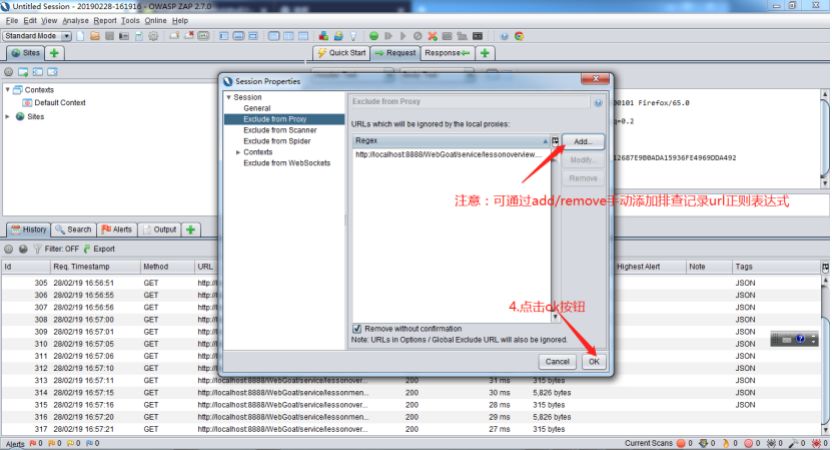 Untitled Session - 20190228-161916 - OWASP ZAP 2.7.0
File Edit View Analyse Report Tools Online Help
Standard Mode
Sites
Quick Start Request Response
Contexts
Default Context
Sites
Session Properties
Session
General
Exclude from Proxy
Exclude from Scanner
Exclude from Spider
Contexts
Exclude from WebSockets
Exclude from Proxy
URLs which will be ignored by the local proxies:
Regex
http://localhost:8888/WebGoat/service/lessonoverview....
Add...
Modify...
Remove
Remove without confirmation
Note: URLs in Options / Global Exclude URL will also be ignored.
Cancel OK
00101 Firefox/65.0
q=0.2
126B7E9B0ADA15936FE4969DDA492
注意：可通过add/remove手动添加排查记录url正则表达式
4.点击ok按钮
History Search Alerts Output
Filter: OFF Export
Id Req. Timestamp Method URL Highest Alert Note Tags
305 28/02/19 16:56:51 GET http://l JSON
306 28/02/19 16:56:55 GET http://l JSON
307 28/02/19 16:56:56 GET http://l JSON
308 28/02/19 16:57:00 GET http://l JSON
309 28/02/19 16:57:01 GET http://l JSON
310 28/02/19 16:57:05 GET http://l JSON
311 28/02/19 16:57:06 GET http://l JSON
312 28/02/19 16:57:10 GET http://l JSON
313 28/02/19 16:57:11 GET http://localhost:8888/WebGoat/service/lessonover... 200 31 ms 315 bytes JSON
314 28/02/19 16:57:15 GET http://localhost:8888/WebGoat/service/lessonmen... 200 30 ms 5,826 bytes JSON
315 28/02/19 16:57:16 GET http://localhost:8888/WebGoat/service/lessonover... 200 28 ms 315 bytes JSON
316 28/02/19 16:57:20 GET http://localhost:8888/WebGoat/service/lessonmen... 200 29 ms 5,826 bytes
317 28/02/19 16:57:21 GET http://localhost:8888/WebGoat/service/lessonover... 200 28 ms 315 bytes
Alerts 0 0 0 0 Current Scans 0 0 0 0 0 0 0